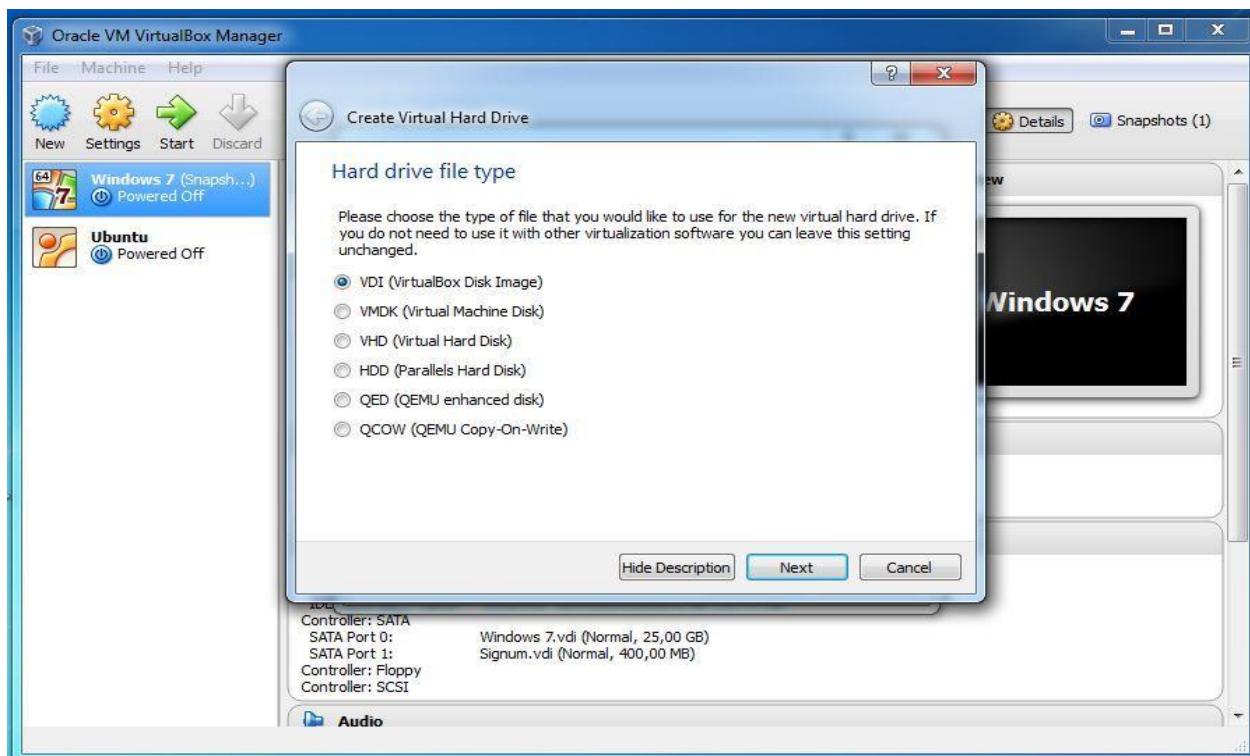 Oracle VM VirtualBox Manager
File Machine Help
New Settings Start Discard
Details Snapshots (1)
64 7
Windows 7 (Snapsh...)
Powered Off
Ubuntu
Powered Off
?
Create Virtual Hard Drive
Hard drive file type
Please choose the type of file that you would like to use for the new virtual hard drive. If
you do not need to use it with other virtualization software you can leave this setting
unchanged.
VDI (VirtualBox Disk Image)
VMDK (Virtual Machine Disk)
VHD (Virtual Hard Disk)
HDD (Parallels Hard Disk)
QED (QEMU enhanced disk)
QCOW (QEMU Copy-On-Write)
Hide Description Next Cancel
ew
Windows 7
Controller: SATA
SATA Port 0: Windows 7.vdi (Normal, 25,00 GB)
SATA Port 1: Signum.vdi (Normal, 400,00 MB)
Controller: Floppy
Controller: SCSI
Audio